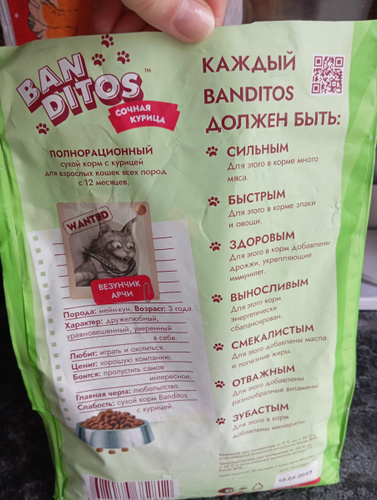 BAN
DITOS™
СОЧНАЯ
КУРИЦА
ПОЛНОРАЦИОННЫЙ
сухой корм с курицей
для взрослых кошек всех пород
с 12 месяцев.
WANTED
ВЕЗУНЧИК
АРЧИ
Порода: мейн-кун. Возраст: 3 года.
Характер: дружелюбный,
уравновешенный, уверенный
в себе.
Любит: играть и охотиться.
Ценит: хорошую компанию.
Боится: пропустить самое
интересное.
Главная черта: любопытство.
Слабость: сухой корм Banditos
с курицей.
КАЖДЫЙ
BANDITOS
ДОЛЖЕН БЫТЬ:
СИЛЬНЫМ
Для этого в корме много
мяса.
БЫСТРЫМ
Для этого в корме злаки
и овощи.
ЗДОРОВЫМ
Для этого в корм добавлены
дрожжи, укрепляющие
иммунитет.
ВЫНОСЛИВЫМ
Для этого корм
энергетически
сбалансирован.
СМЕКАЛИСТЫМ
Для этого добавлены масла
и полезные жиры.
ОТВАЖНЫМ
Для этого добавлены
разнообразные витамины
ЗУБАСТЫМ
Для этого в корм
добавлены минералы